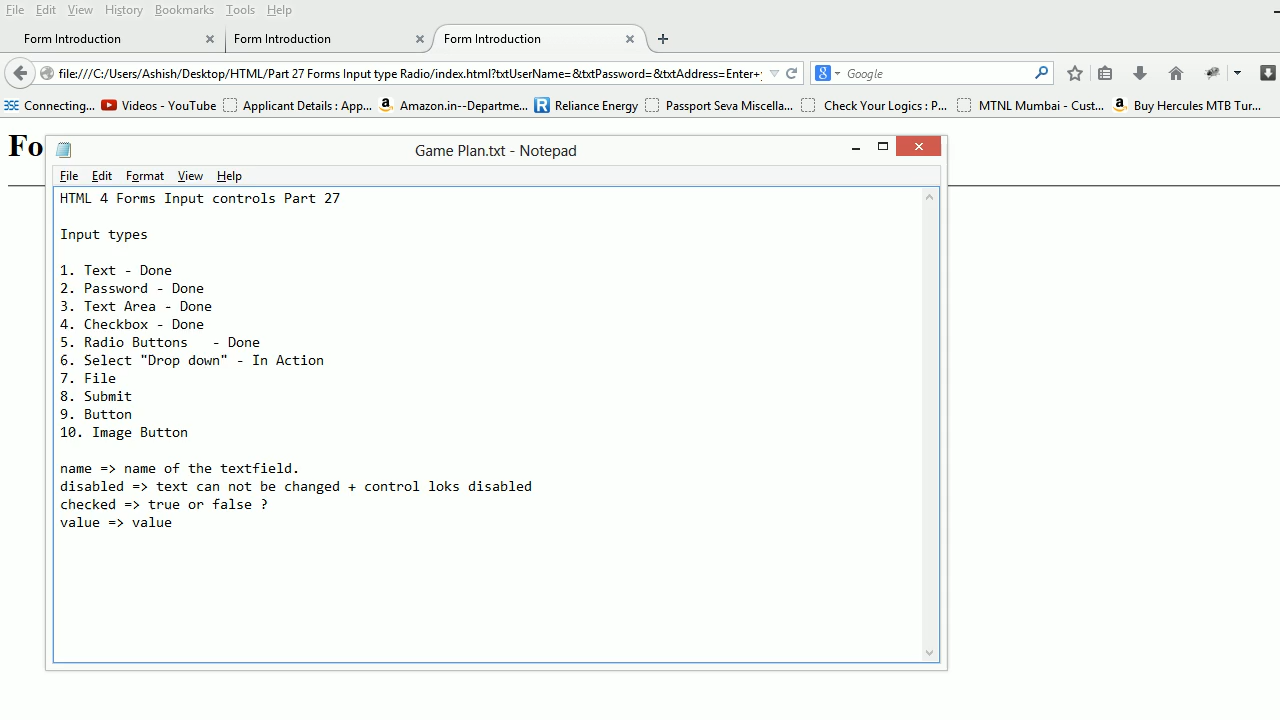 File Edit View History Bookmarks Tools Help
Form Introduction Form Introduction Form Introduction
file:///C:/Users/Ashish/Desktop/HTML/Part 27 Forms Input type Radio/index.html?txtUserName=&txtPassword=&txtAddress=Enter+ Google
Connecting... Videos - YouTube Applicant Details : App... Amazon.in--Departme... Reliance Energy Passport Seva Miscella... Check Your Logics : P... MTNL Mumbai - Cust... Buy Hercules MTB Tur...
Fo
Game Plan.txt - Notepad
File Edit Format View Help
HTML 4 Forms Input controls Part 27
Input types
1. Text - Done
2. Password - Done
3. Text Area - Done
4. Checkbox - Done
5. Radio Buttons   - Done
6. Select "Drop down" - In Action
7. File
8. Submit
9. Button
10. Image Button
name => name of the textfield.
disabled => text can not be changed + control loks disabled
checked => true or false ?
value => value